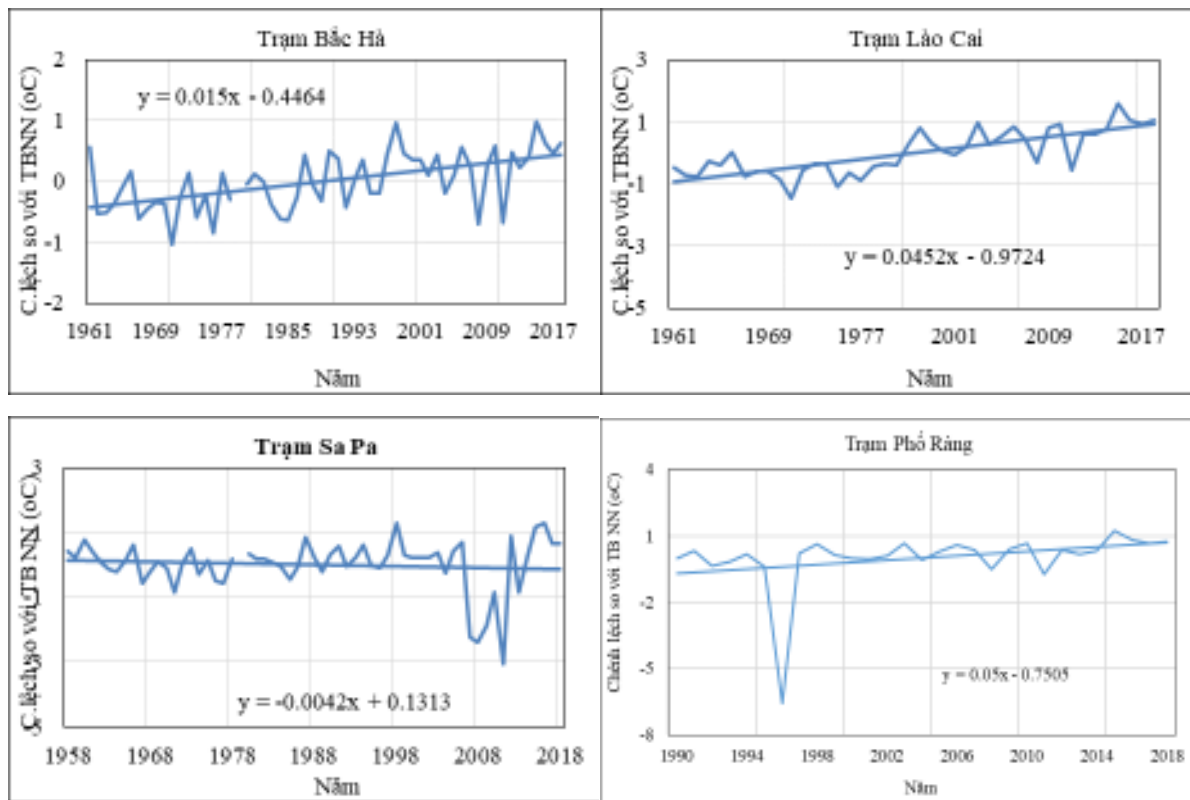 Trạm Bắc Hà
C.lệch so với TBNN (oC)
2
1
0
-1
-2
y = 0.015x - 0.4464
1961 1969 1977 1985 1993 2001 2009 2017
Năm
Trạm Lào Cai
C.lệch so với TBNN (oC)
3
1
-1
-3
-5
y = 0.0452x - 0.9724
1961 1969 1977 2001 2009 2017
Năm
Trạm Sa Pa
C.lệch so với TB NN (oC)
y = -0.0042x + 0.1313
1958 1968 1978 1988 1998 2008 2018
Năm
Trạm Phố Ràng
Chênh lệch so với TB NN (oC)
4
1
-2
-5
-8
y = 0.05x - 0.7505
1990 1994 1998 2002 2006 2010 2014 2018
Năm